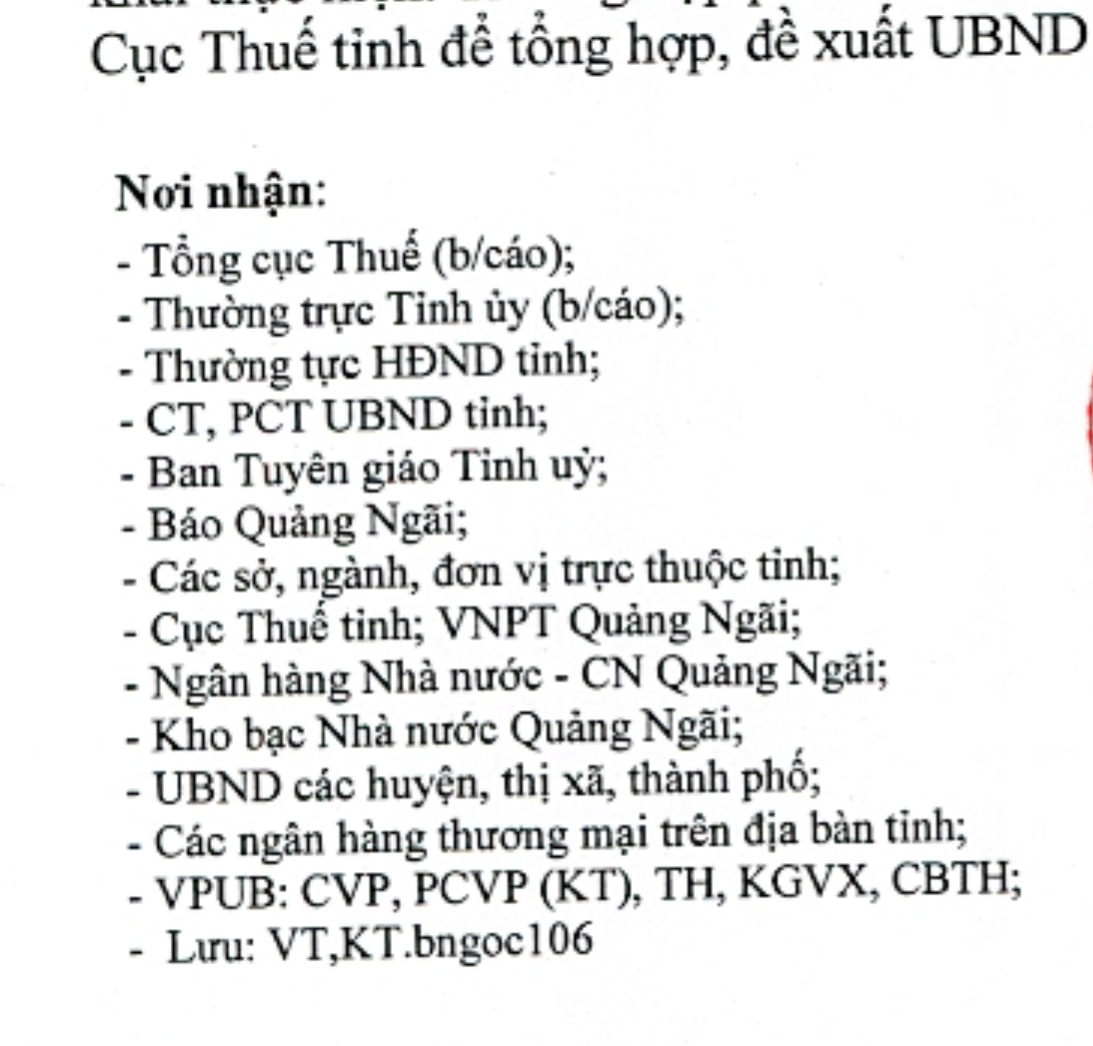 Cục Thuế tỉnh để tổng hợp, đề xuất UBND
Nơi nhận:
- Tổng cục Thuế (b/cáo);
- Thường trực Tỉnh ủy (b/cáo);
- Thường tực HĐND tỉnh;
- CT, PCT UBND tỉnh;
- Ban Tuyên giáo Tỉnh uỷ;
- Báo Quảng Ngãi;
- Các sở, ngành, đơn vị trực thuộc tỉnh;
- Cục Thuế tỉnh; VNPT Quảng Ngãi;
- Ngân hàng Nhà nước - CN Quảng Ngãi;
- Kho bạc Nhà nước Quảng Ngãi;
- UBND các huyện, thị xã, thành phố;
- Các ngân hàng thương mại trên địa bàn tỉnh;
- VPUB: CVP, PCVP (KT), TH, KGVX, CBTH;
- Lưu: VT,KT.bngoc106